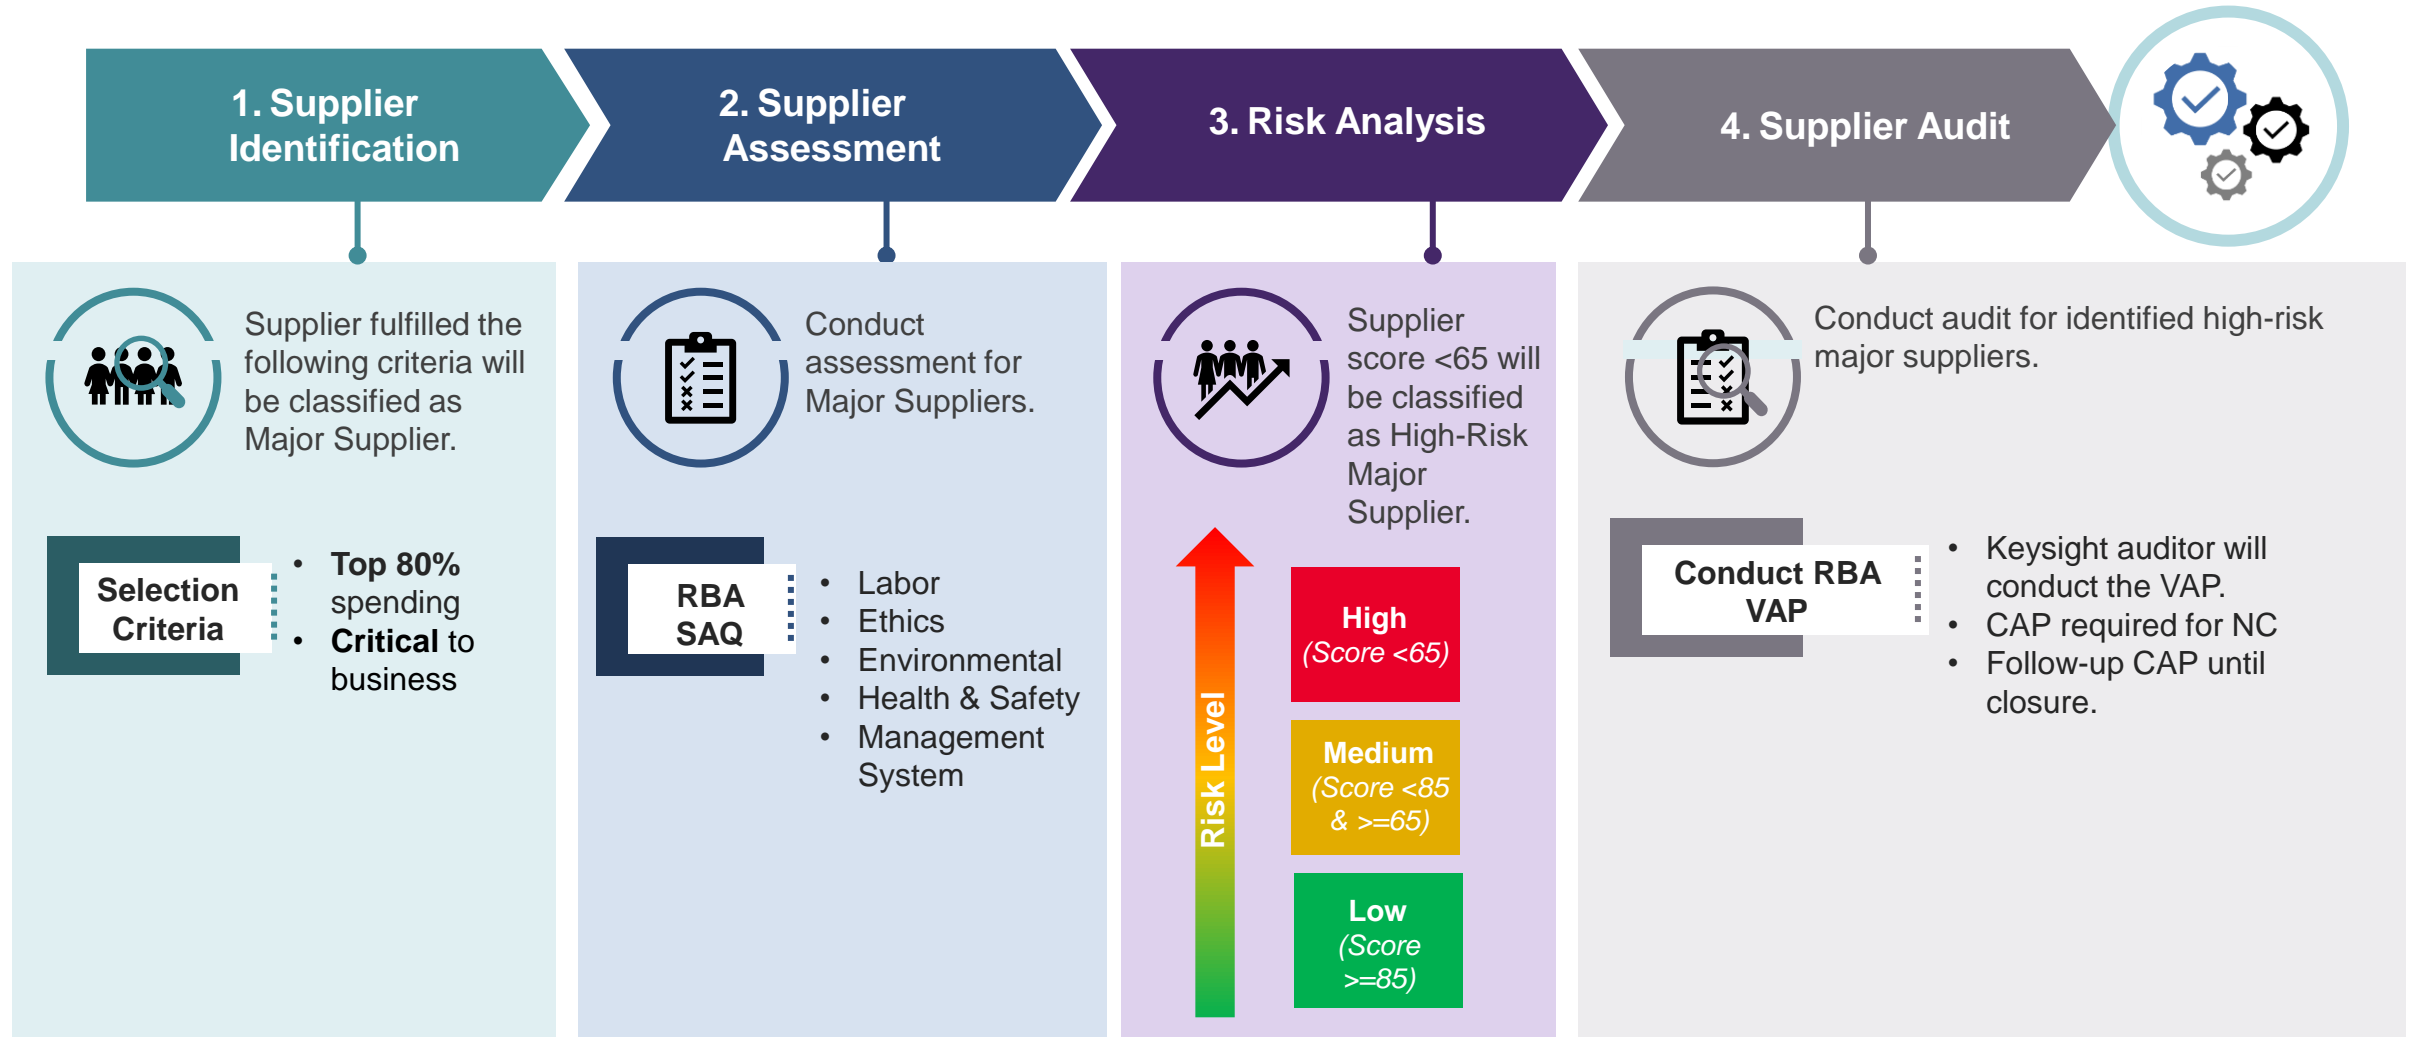 1. Supplier
Identification
2. Supplier
Assessment
3. Risk Analysis
4. Supplier Audit
Supplier fulfilled the
following criteria will
be classified as
Major Supplier.
Selection
Criteria
• Top 80%
spending
• Critical to
business
Conduct
assessment for
Major Suppliers.
RBA
SAQ
• Labor
• Ethics
• Environmental
• Health & Safety
• Management
System
Supplier
score <65 will
be classified
as High-Risk
Major
Supplier.
Risk Level
High
(Score <65)
Medium
(Score <85
& >=65)
Low
(Score
>=85)
Conduct audit for identified high-risk
major suppliers.
Conduct RBA
VAP
• Keysight auditor will
conduct the VAP.
• CAP required for NC
• Follow-up CAP until
closure.